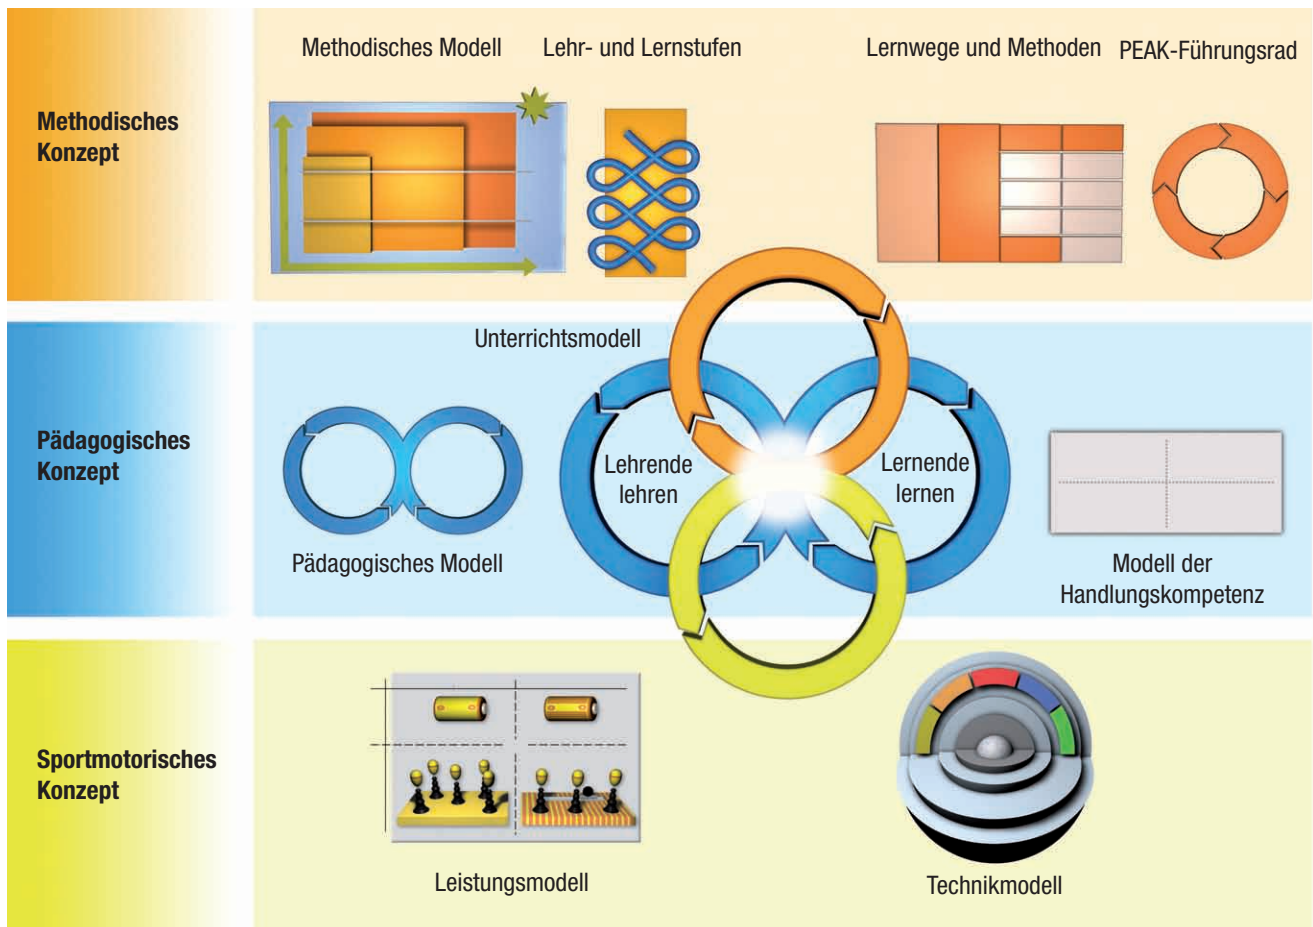 Methodisches Modell
Lehr- und Lernstufen
Lernwege und Methoden
PEAK-Führungsrad
Methodisches
Konzept
Unterrichtsmodell
Pädagogisches
Konzept
Lehrende
lehren
Lernende
lernen
Pädagogisches Modell
Modell der
Handlungskompetenz
Sportmotorisches
Konzept
Leistungsmodell
Technikmodell